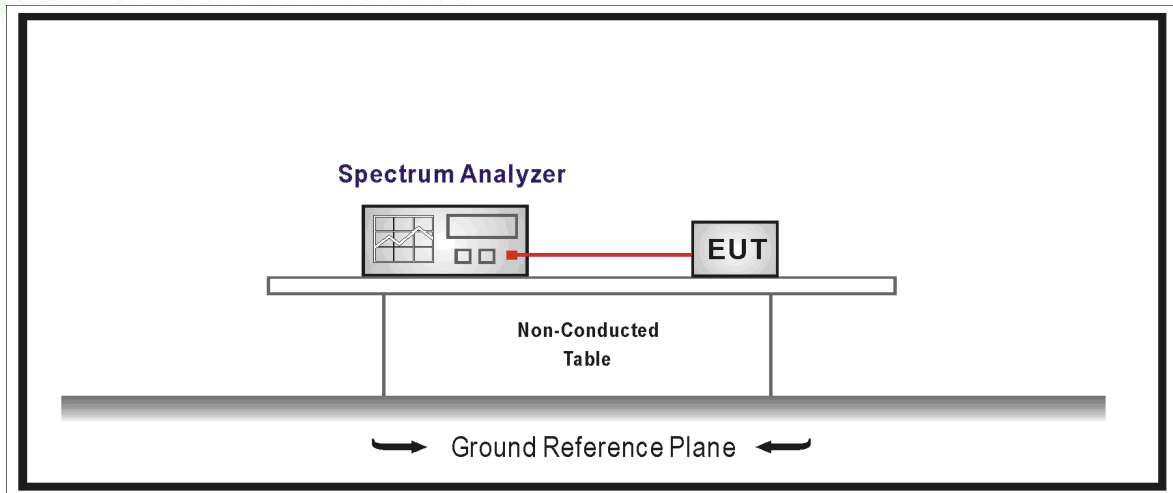 Spectrum Analyzer
EUT
Non-Conducted
Table
Ground Reference Plane